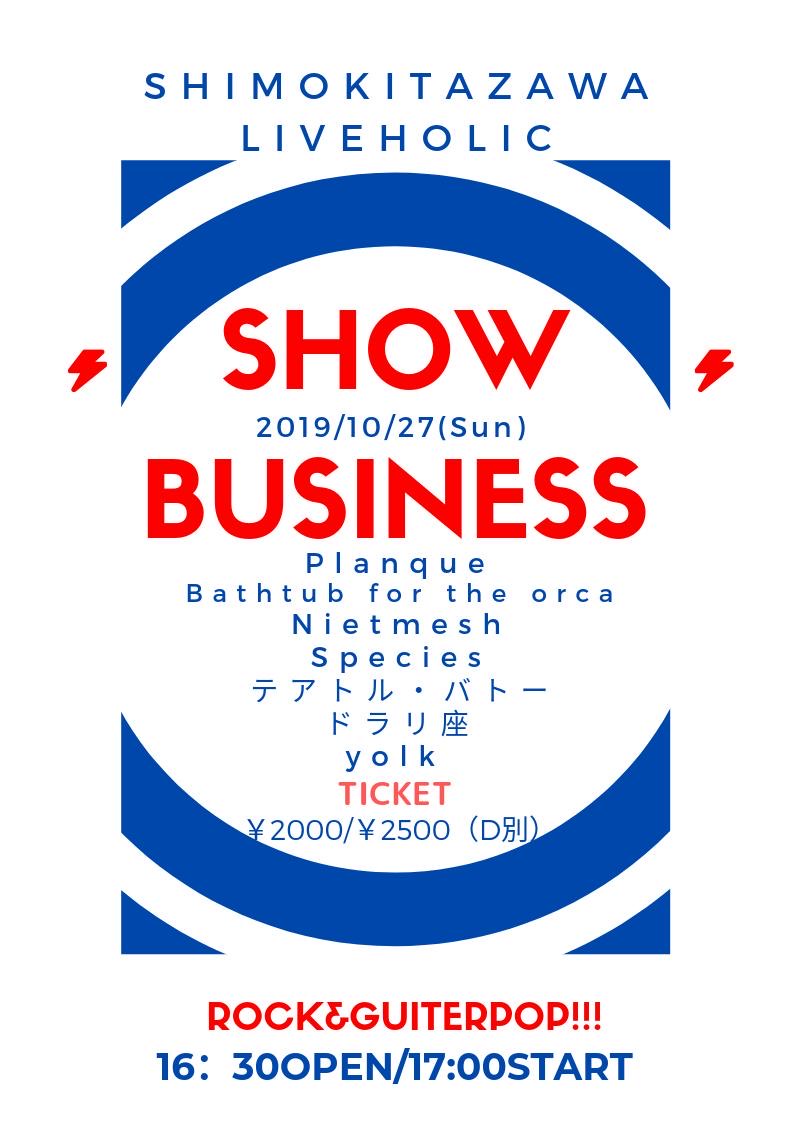 SHIMOKITAZAWA
LIVEHOLIC
SHOW
2019/10/27(Sun)
BUSINESS
Planque
Bathtub for the orca
Nietmesh
Species
テアトル・バトー
ドラリ座
yolk
TICKET
￥2000/￥2500（D別）
ROCK&GUITERPOP!!!
16：30OPEN/17:00START